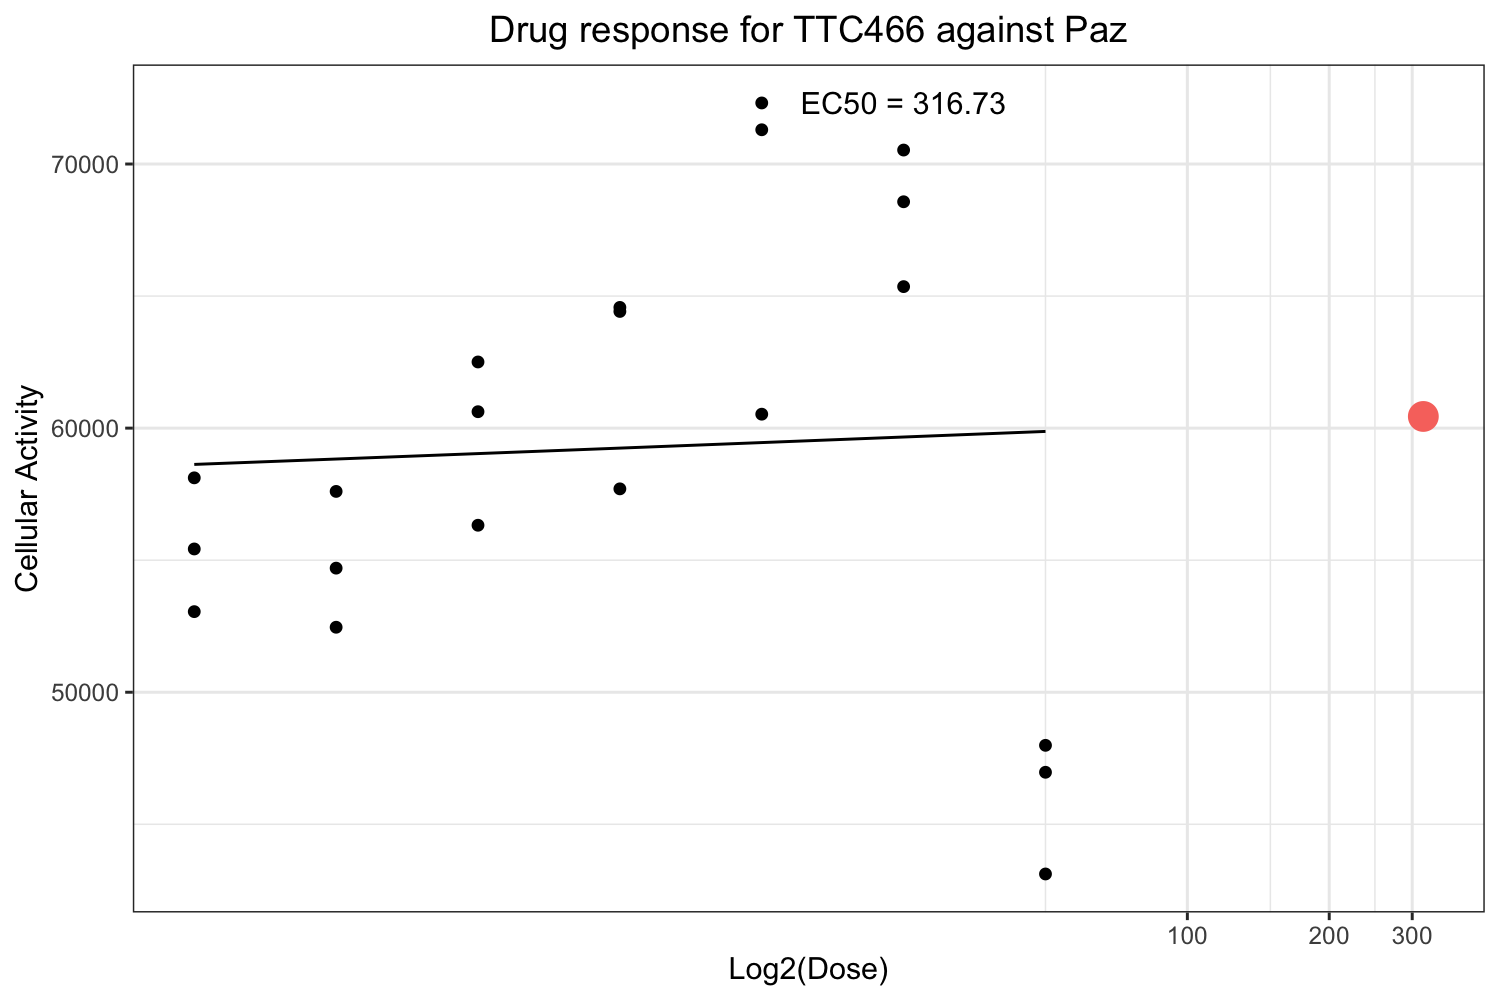 Drug response for TTC466 against Paz
EC50 = 316.73
Cellular Activity
70000
60000
50000
100 200 300
Log2(Dose)